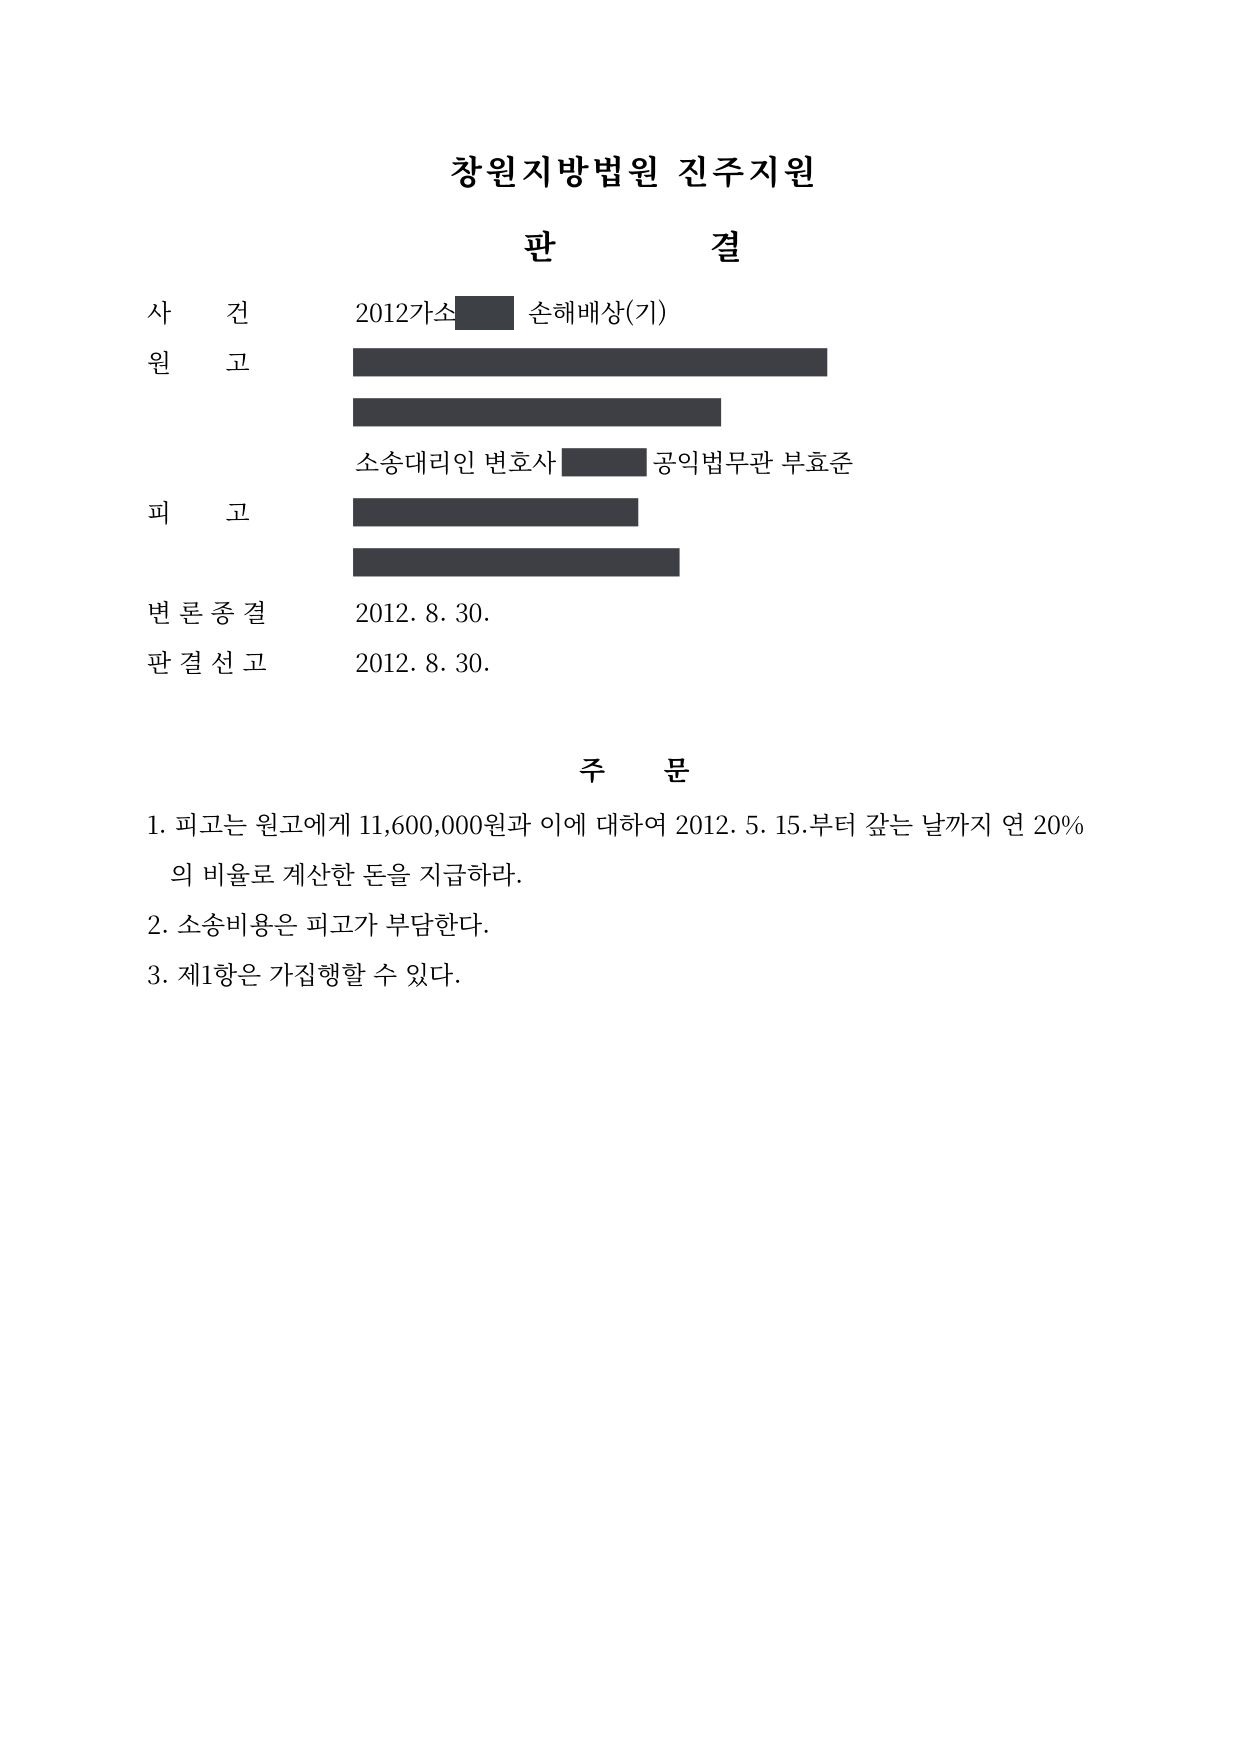 창원지방법원 진주지원
판 결
사 건 2012가소 손해배상(기)
원 고
소송대리인 변호사 공익법무관 부효준
피 고
변 론 종 결 2012. 8. 30.
판 결 선 고 2012. 8. 30.
주 문
1. 피고는 원고에게 11,600,000원과 이에 대하여 2012. 5. 15.부터 갚는 날까지 연 20%
의 비율로 계산한 돈을 지급하라.
2. 소송비용은 피고가 부담한다.
3. 제1항은 가집행할 수 있다.